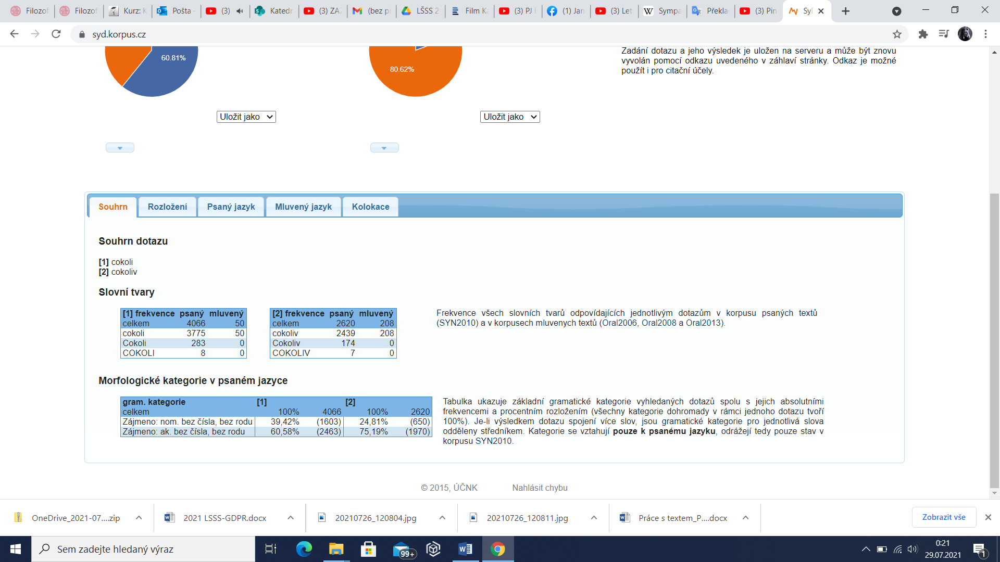 Filozof
Filozof
Kurz: K
Pošta -
(3)
Katedr
(3) ZAZ
(bez p
LŠSS 2
Film Ka
(3) PJ H
(1) Jan
(3) Let
Sympa
Překla
(3) Pin
SyD
syd.korpus.cz
60.81%
80.62%
Zadání dotazu a jeho výsledek je uložen na serveru a může být znovu
vyvolán pomocí odkazu uvedeného v záhlaví stránky. Odkaz je možné
použít i pro citační účely.
Uložit jako
Uložit jako
Souhrn Rozložení Psaný jazyk Mluvený jazyk Kolokace
Souhrn dotazu
[1] cokoli
[2] cokoliv
Slovní tvary
[1] frekvence psaný mluvený
celkem 4066 50
cokoli 3775 50
Cokoli 283 0
COKOLI 8 0
[2] frekvence psaný mluvený
celkem 2620 208
cokoliv 2439 208
Cokoliv 174 0
COKOLIV 7 0
Frekvence všech slovních tvarů odpovídajících jednotlivým dotazům v korpusu psaných textů
(SYN2010) a v korpusech mluvenych textů (Oral2006, Oral2008 a Oral2013).
Morfologické kategorie v psaném jazyce
gram. kategorie [1] [2]
celkem 100% 4066 100% 2620
Zájmeno: nom. bez čísla, bez rodu 39,42% (1603) 24,81% (650)
Zájmeno: ak. bez čísla, bez rodu 60,58% (2463) 75,19% (1970)
Tabulka ukazuje základní gramatické kategorie vyhledaných dotazů spolu s jejich absolutními
frekvencemi a procentním rozložením (všechny kategorie dohromady v rámci jednoho dotazu tvoří
100%). Je-li výsledkem dotazu spojení více slov, jsou gramatické kategorie pro jednotlivá slova
odděleny středníkem. Kategorie se vztahují pouze k psanému jazyku, odrážejí tedy pouze stav v
korpusu SYN2010.
© 2015, ÚČNK Nahlásit chybu
OneDrive_2021-07....zip
2021 LSSS-GDPR.docx
20210726_120804.jpg
20210726_120811.jpg
Práce s textem_P....docx
Zobrazit vše
Sem zadejte hledaný výraz
99+
0:21
29.07.2021
1